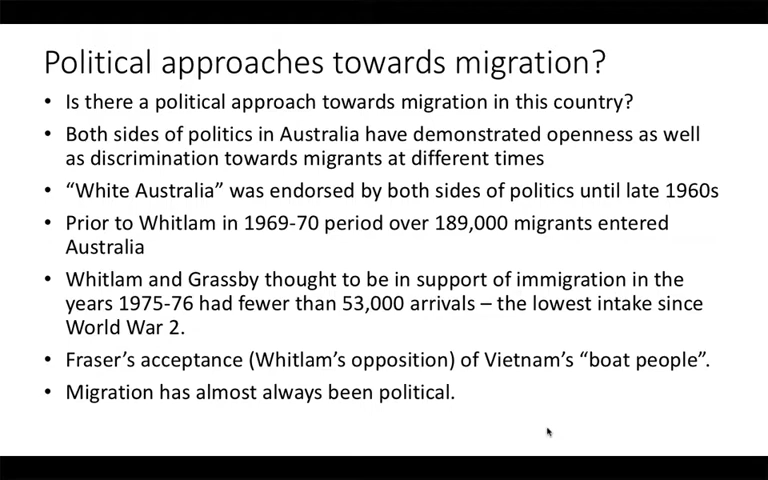 Political approaches towards migration?
• Is there a political approach towards migration in this country?
• Both sides of politics in Australia have demonstrated openness as well
as discrimination towards migrants at different times
• “White Australia” was endorsed by both sides of politics until late 1960s
• Prior to Whitlam in 1969-70 period over 189,000 migrants entered
Australia
• Whitlam and Grassby thought to be in support of immigration in the
years 1975-76 had fewer than 53,000 arrivals – the lowest intake since
World War 2.
• Fraser’s acceptance (Whitlam’s opposition) of Vietnam’s “boat people”.
• Migration has almost always been political.